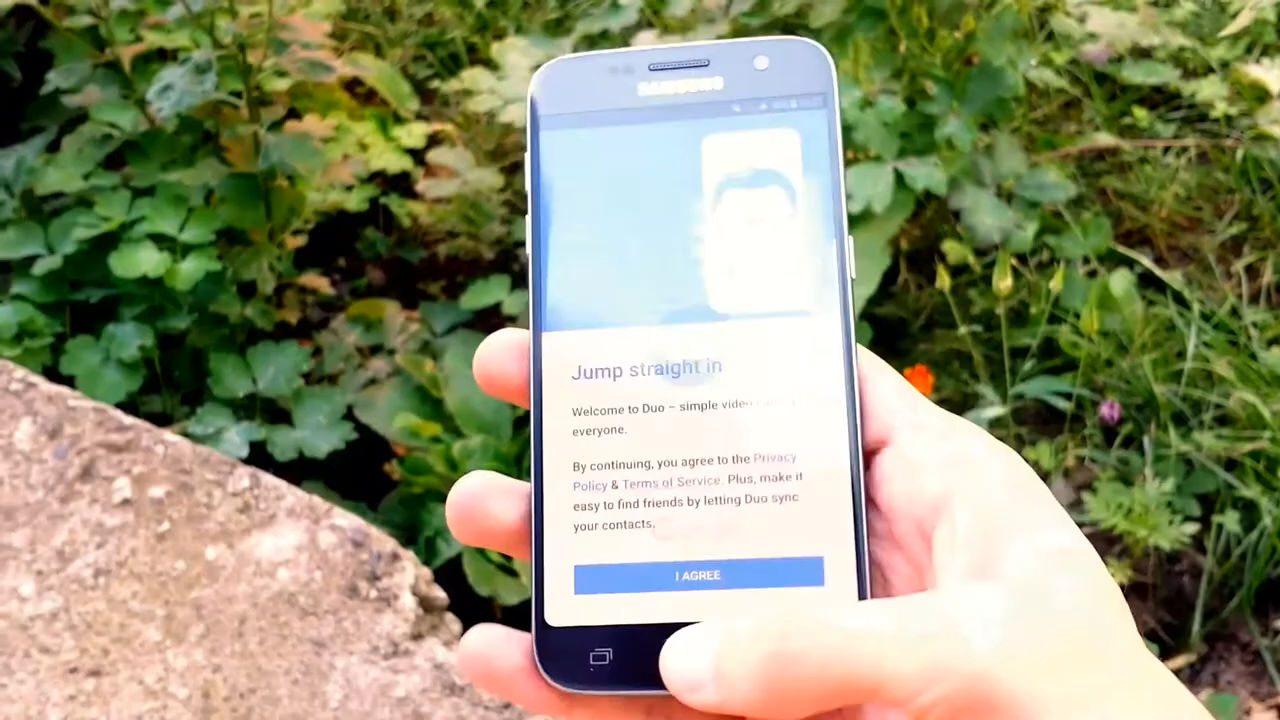 SAMSUNG
Jump straight in
Welcome to Duo – simple video
everyone.
By continuing, you agree to the Privacy
Policy & Terms of Service. Plus, make it
easy to find friends by letting Duo sync
your contacts.
I AGREE